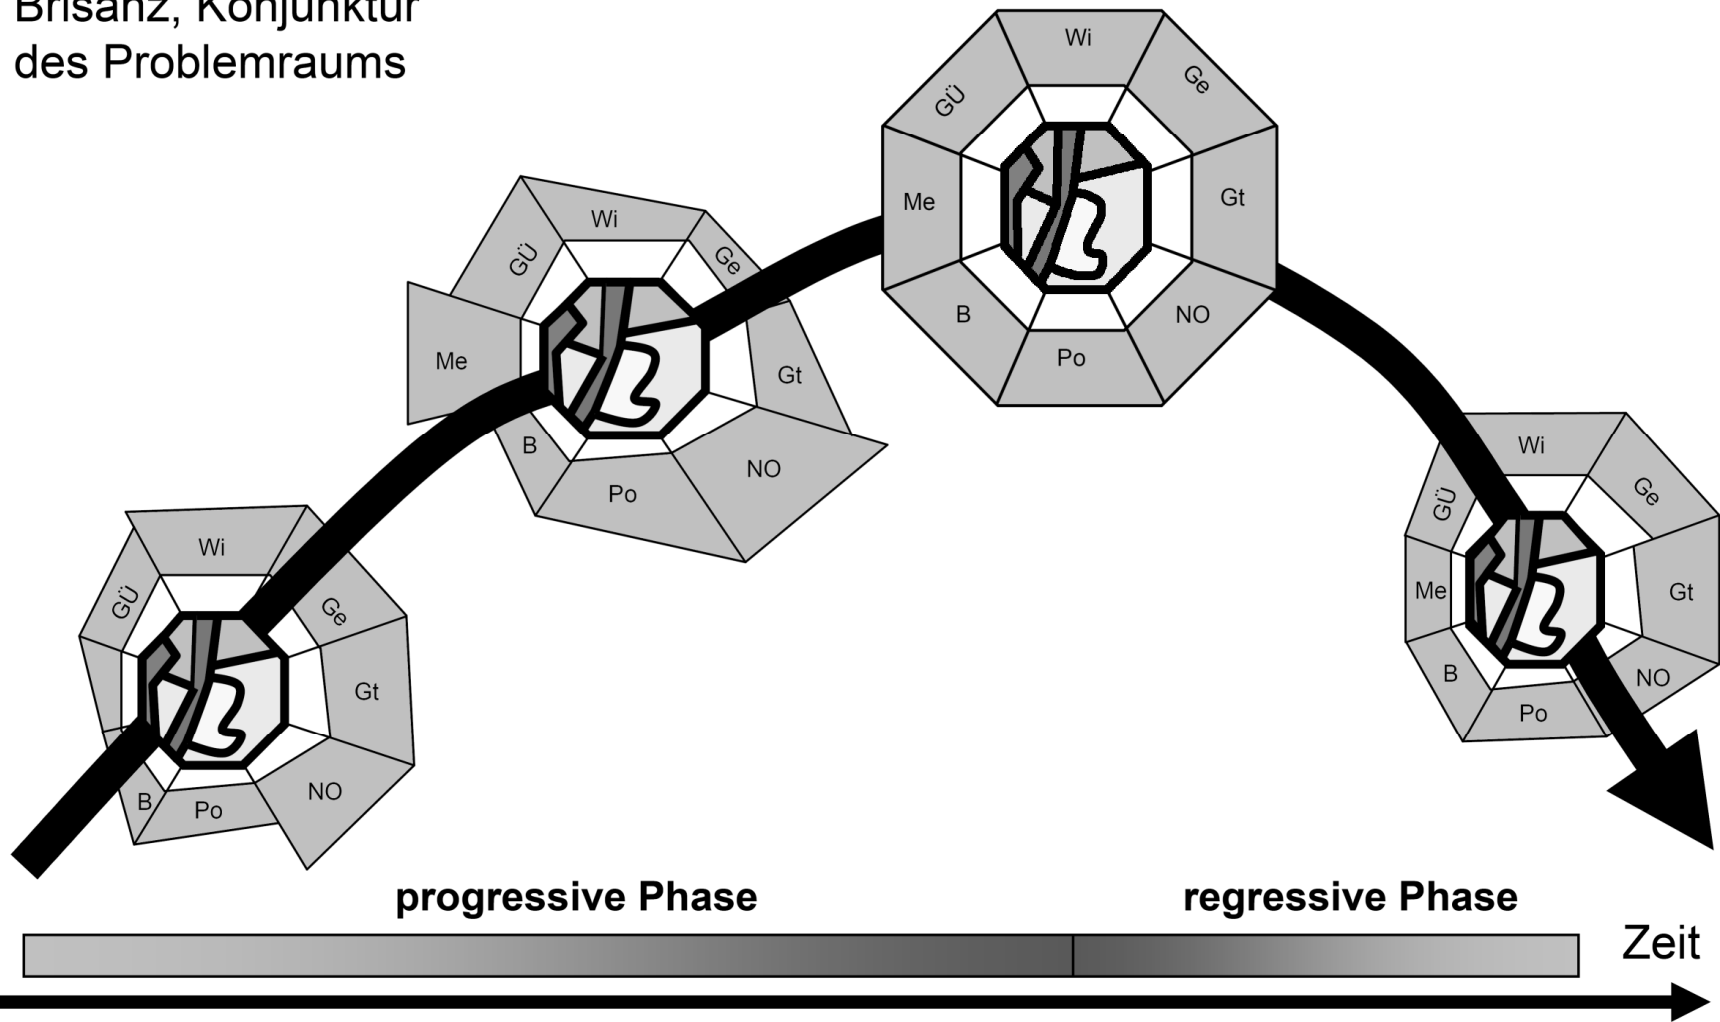 Brisanz, Konjunktur
des Problemraums
Wi
Ge
Gt
NO
Po
B
Me
GÜ
Wi
Ge
Gt
NO
Po
B
Me
GÜ
Wi
Ge
Gt
NO
Po
B
Me
GÜ
Wi
Ge
Gt
NO
Po
B
GÜ
progressive Phase
regressive Phase
Zeit